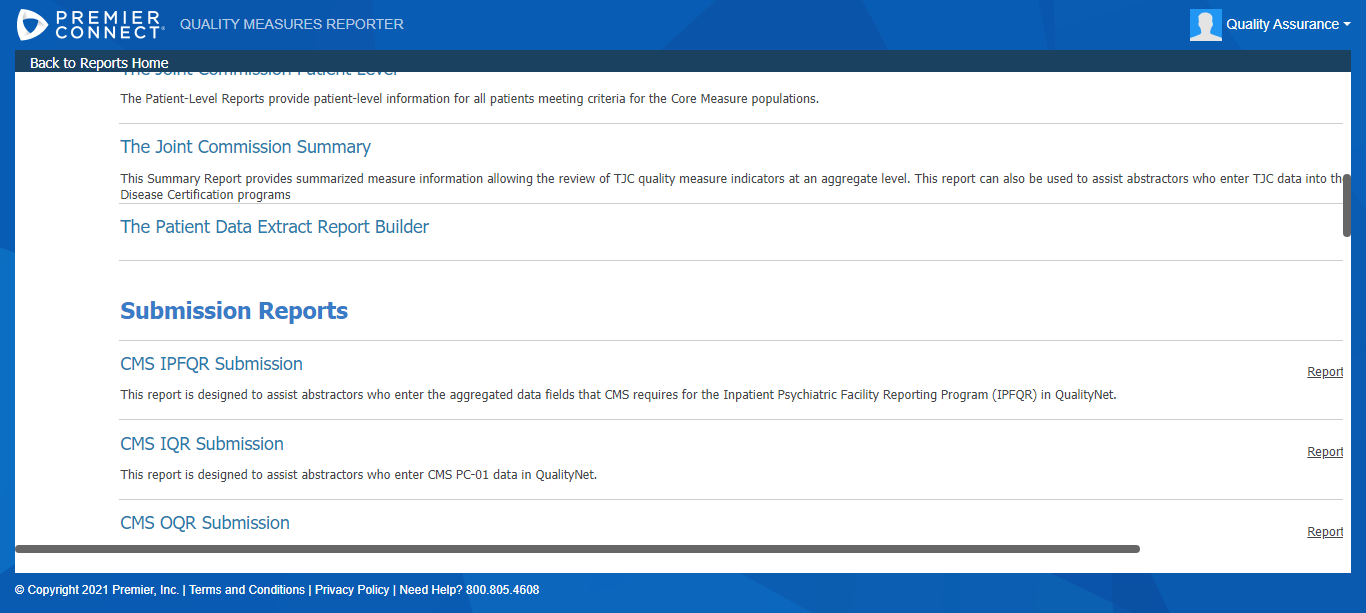 PREMIER
CONNECT
QUALITY MEASURES REPORTER
Quality Assurance
Back to Reports Home
The Joint Commission Patient Level
The Patient-Level Reports provide patient-level information for all patients meeting criteria for the Core Measure populations.
The Joint Commission Summary
This Summary Report provides summarized measure information allowing the review of TJC quality measure indicators at an aggregate level. This report can also be used to assist abstractors who enter TJC data into the
Disease Certification programs
The Patient Data Extract Report Builder
Submission Reports
CMS IPFQR Submission
Report
This report is designed to assist abstractors who enter the aggregated data fields that CMS requires for the Inpatient Psychiatric Facility Reporting Program (IPFQR) in QualityNet.
CMS IQR Submission
Report
This report is designed to assist abstractors who enter CMS PC-01 data in QualityNet.
CMS OQR Submission
Report
© Copyright 2021 Premier, Inc. | Terms and Conditions | Privacy Policy | Need Help? 800.805.4608